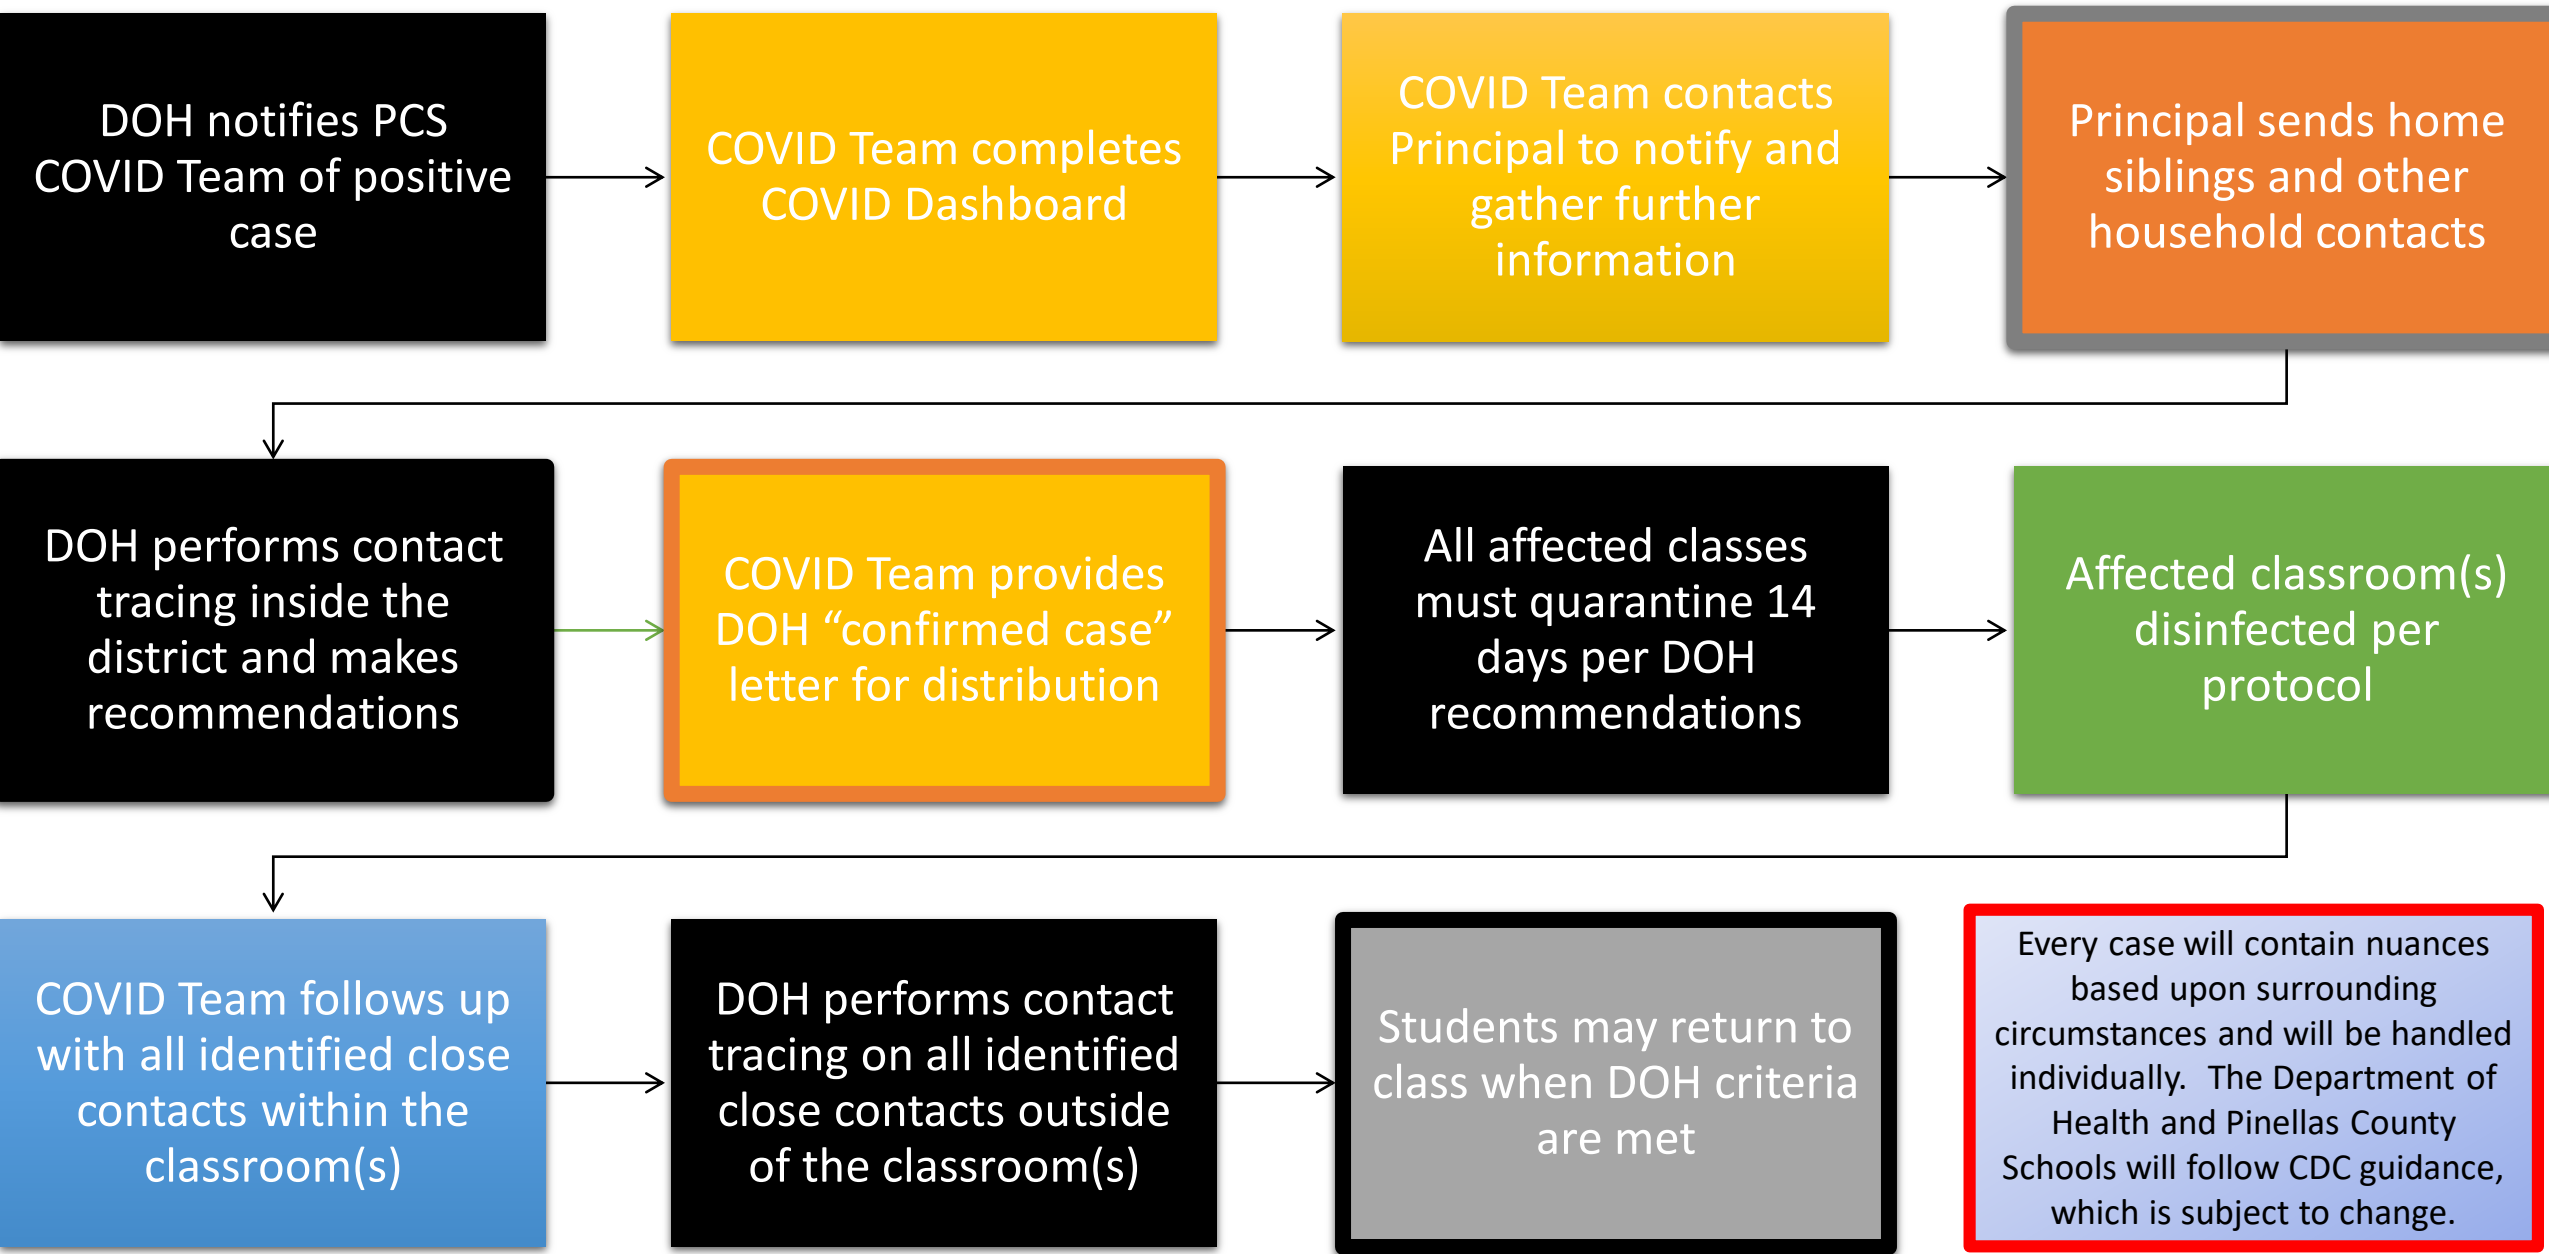 DOH notifies PCS
COVID Team of positive
case
COVID Team completes
COVID Dashboard
COVID Team contacts
Principal to notify and
gather further
information
Principal sends home
siblings and other
household contacts
DOH performs contact
tracing inside the
district and makes
recommendations
COVID Team provides
DOH “confirmed case”
letter for distribution
All affected classes
must quarantine 14
days per DOH
recommendations
Affected classroom(s)
disinfected per
protocol
COVID Team follows up
with all identified close
contacts within the
classroom(s)
DOH performs contact
tracing on all identified
close contacts outside
of the classroom(s)
Students may return to
class when DOH criteria
are met
Every case will contain nuances
based upon surrounding
circumstances and will be handled
individually.  The Department of
Health and Pinellas County
Schools will follow CDC guidance,
which is subject to change.